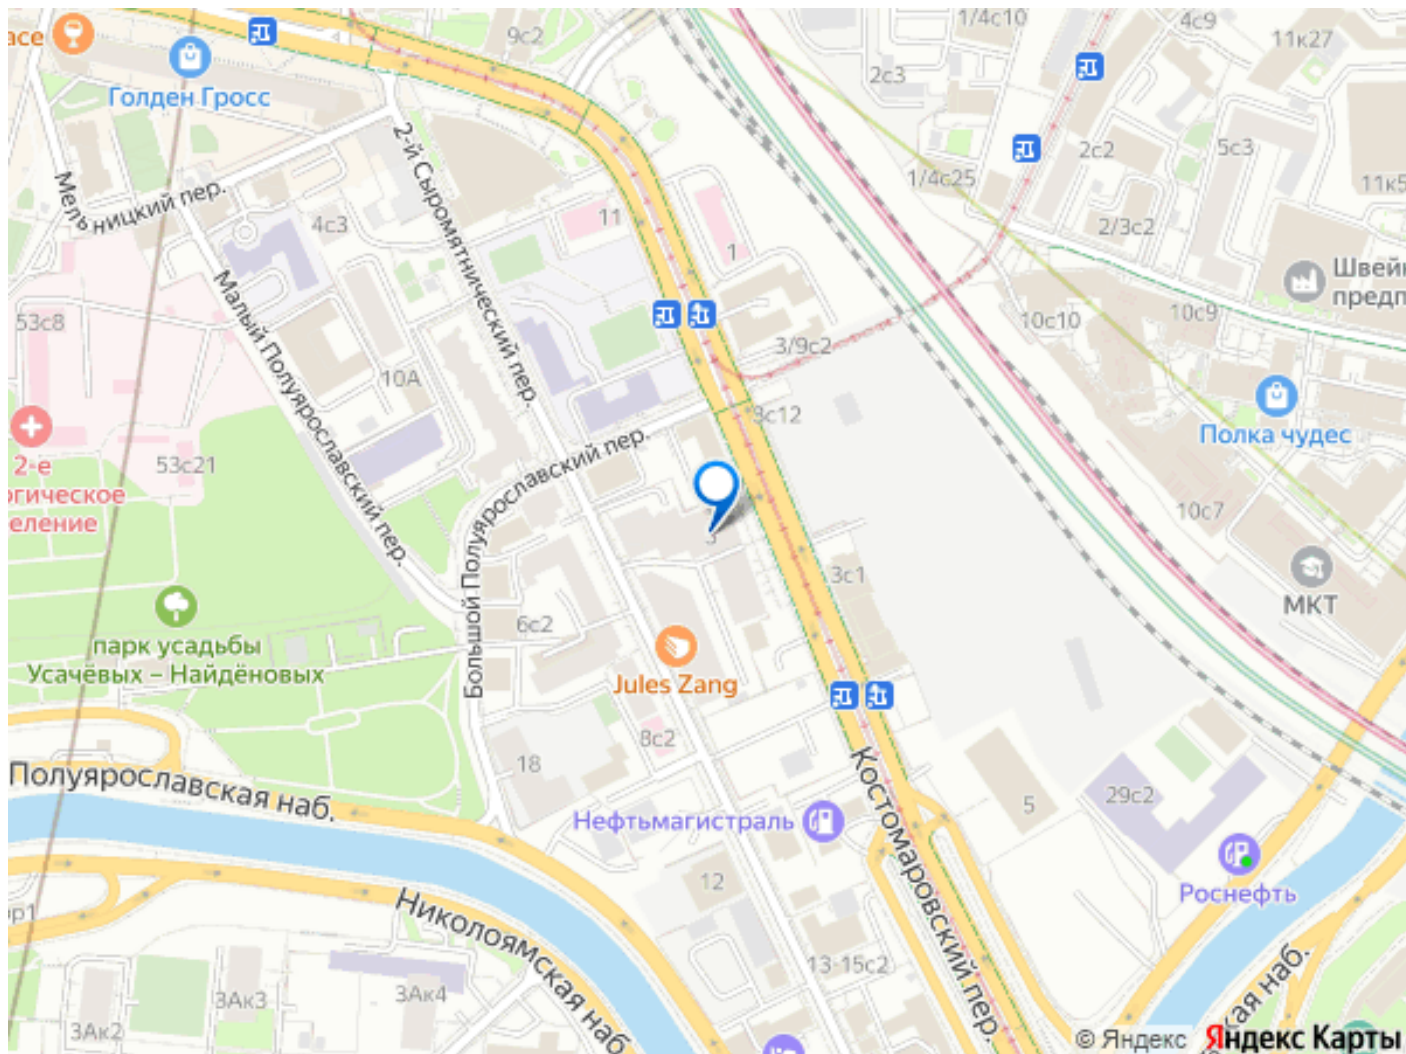 9с2
1/4с10
4с9
11к27
2с3
Голден Гросс
2-й Сыромятнический пер.
Мельницкий пер.
4с3
11
1
1/4с25
2с2
5с3
11к5
2/3с2
Малый Полуярославский пер.
53с8
10А
3/9с2
10с10
10с9
3с12
Полка чудес
53с21
2-е
Большой Полуярославский пер.
10с7
3с1
МКТ
парк усадьбы
Усачёвых – Найдёновых
6с2
Jules Zang
8с2
18
Полуярославская наб.
Нефтьмагистраль
Костомаровский пер.
5
29с2
Роснефть
12
Николоямская наб.
13-15с2
3Ак2
3Ак3
3Ак4
© Яндекс Яндекс Карты